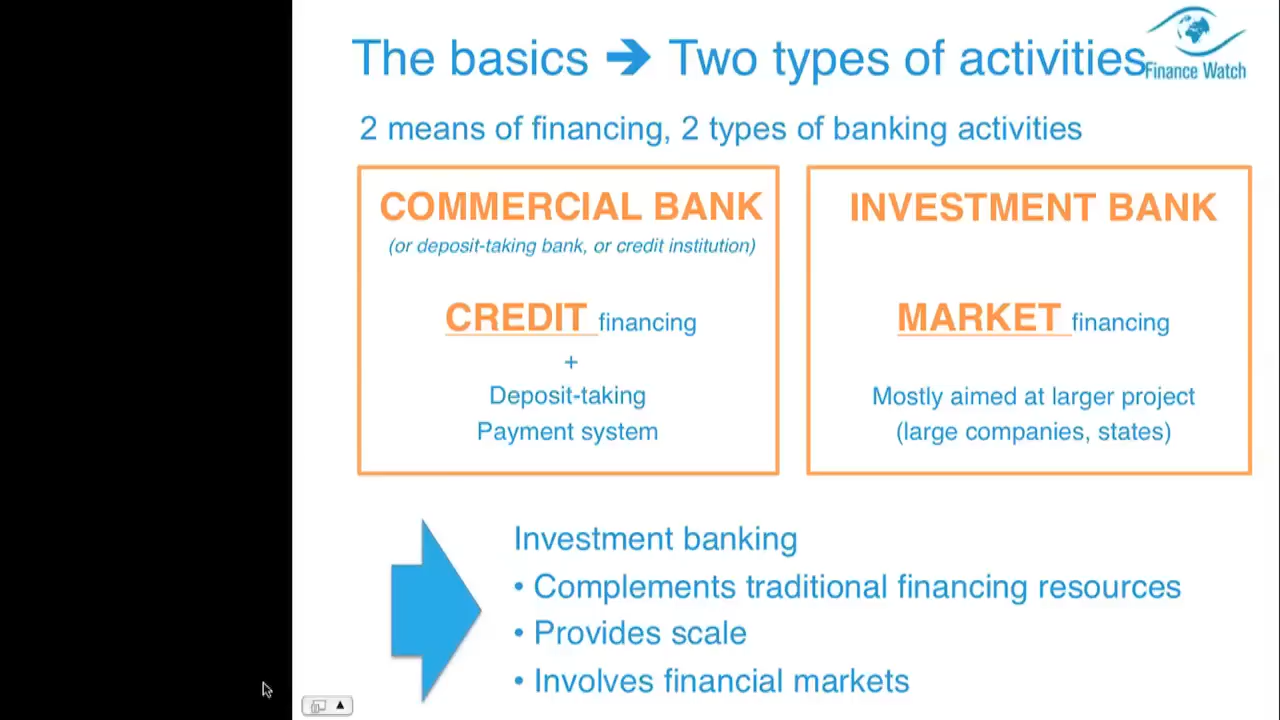 The basics ➔ Two types of activities
Finance Watch
2 means of financing, 2 types of banking activities
COMMERCIAL BANK
(or deposit-taking bank, or credit institution)
CREDIT financing
+
Deposit-taking
Payment system
INVESTMENT BANK
MARKET financing
Mostly aimed at larger project
(large companies, states)
Investment banking
• Complements traditional financing resources
• Provides scale
• Involves financial markets